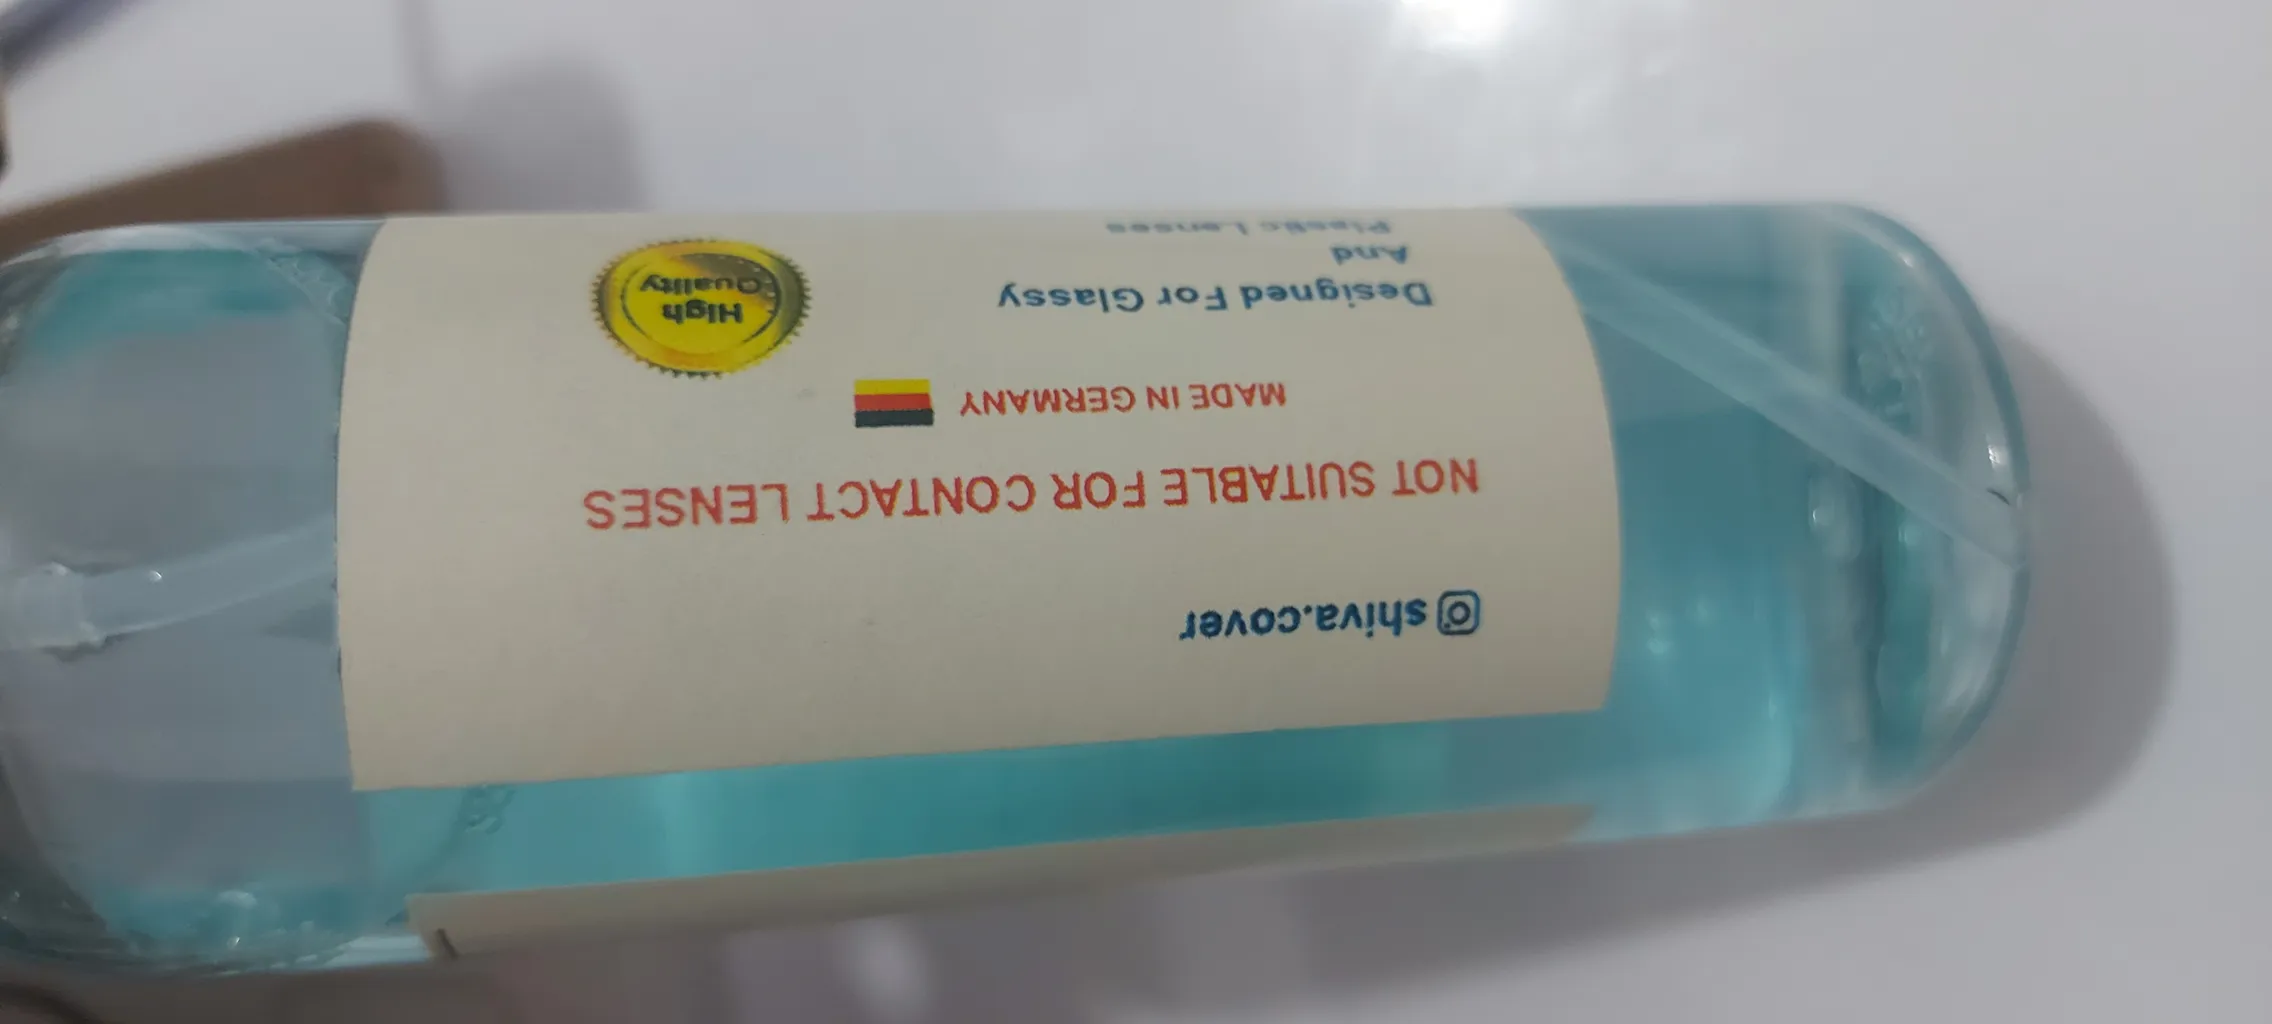 Designed For Glassy
And
Plastic Lenses
High
Quality
MADE IN GERMANY
NOT SUITABLE FOR CONTACT LENSES
shiva.cover